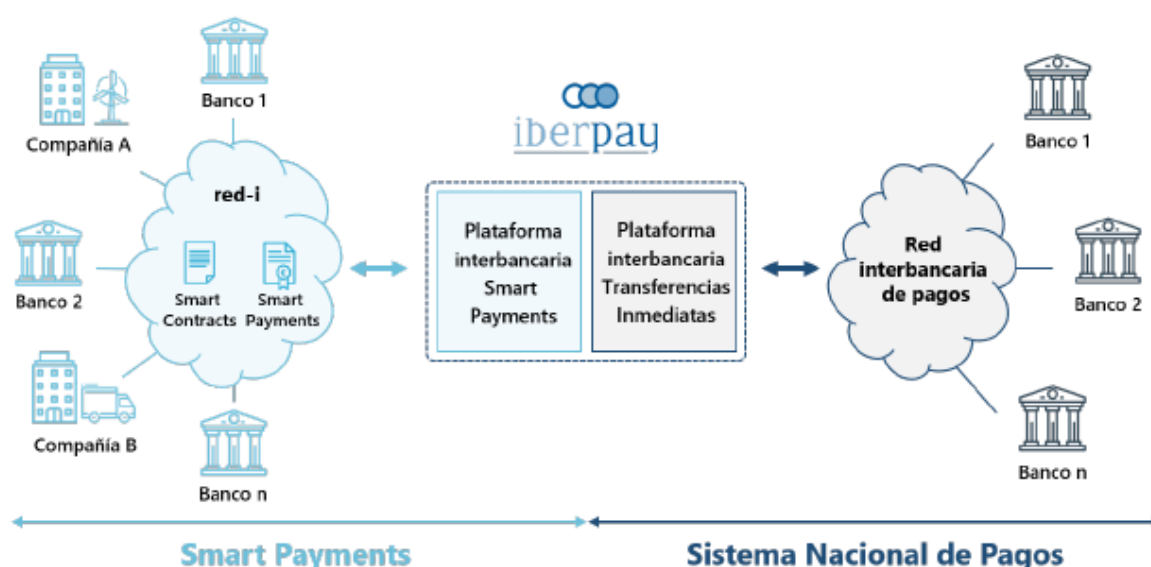 Banco 1
Compañía A
red-i
Banco 2
Smart
Contracts
Smart
Payments
Compañía B
Banco n
iberpay
Plataforma
interbancaria
Smart
Payments
Plataforma
interbancaria
Transferencias
Inmediatas
Red
interbancaria
de pagos
Banco 1
Banco 2
Banco n
Smart Payments
Sistema Nacional de Pagos